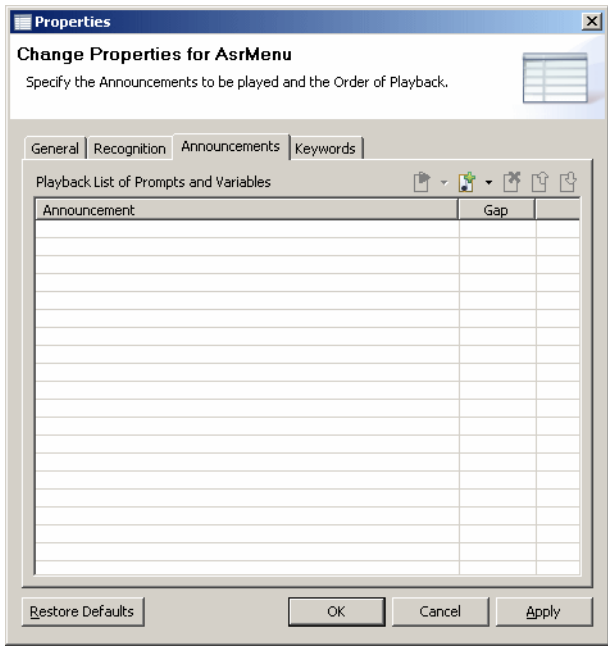 Properties
Change Properties for AsrMenu
Specify the Announcements to be played and the Order of Playback.
General Recognition Announcements Keywords
Playback List of Prompts and Variables
Announcement Gap
Restore Defaults OK Cancel Apply